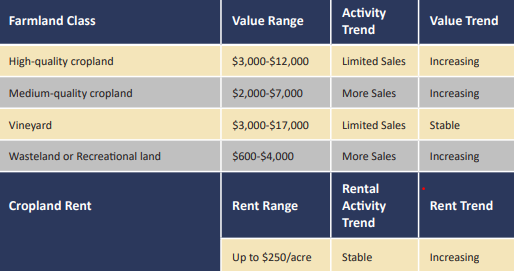 Farmland Class Value Range Activity Trend Value Trend
High-quality cropland $3,000-$12,000 Limited Sales Increasing
Medium-quality cropland $2,000-$7,000 More Sales Increasing
Vineyard $3,000-$17,000 Limited Sales Stable
Wasteland or Recreational land $600-$4,000 More Sales Increasing
Cropland Rent Rent Range Rental Activity Trend Rent Trend
Up to $250/acre Stable Increasing